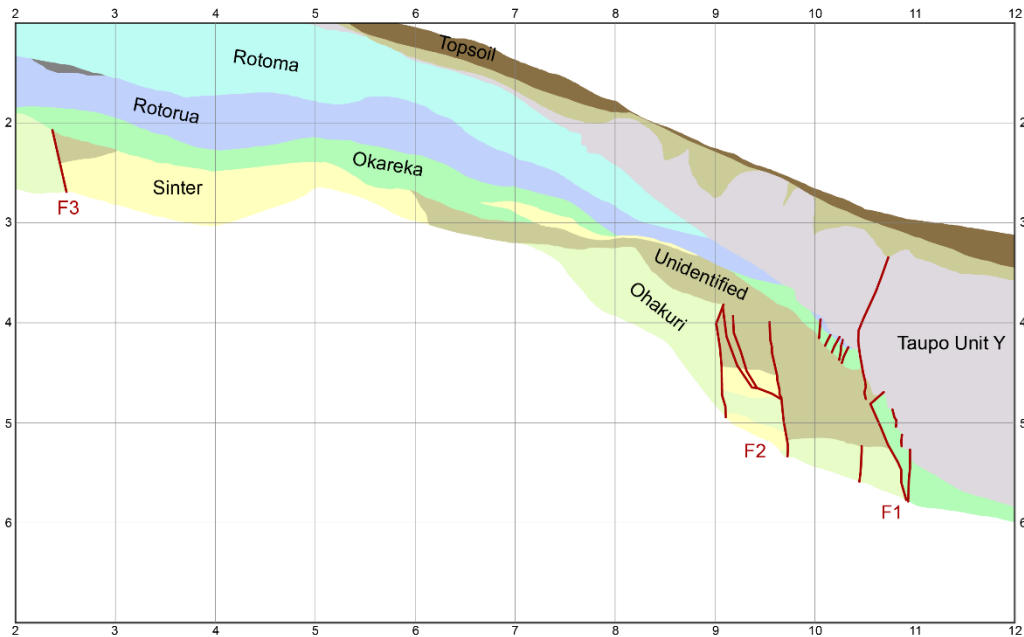 2 3 4 5 6 7 8 9 10 11 12
Topsoil
Rotoma
Rotorua
2 2
Okareka
Sinter
F3
3 3
Unidentified
Ohakuri
4 4
Taupo Unit Y
5 5
F2
F1
6 6
2 3 4 5 6 7 8 9 10 11 12